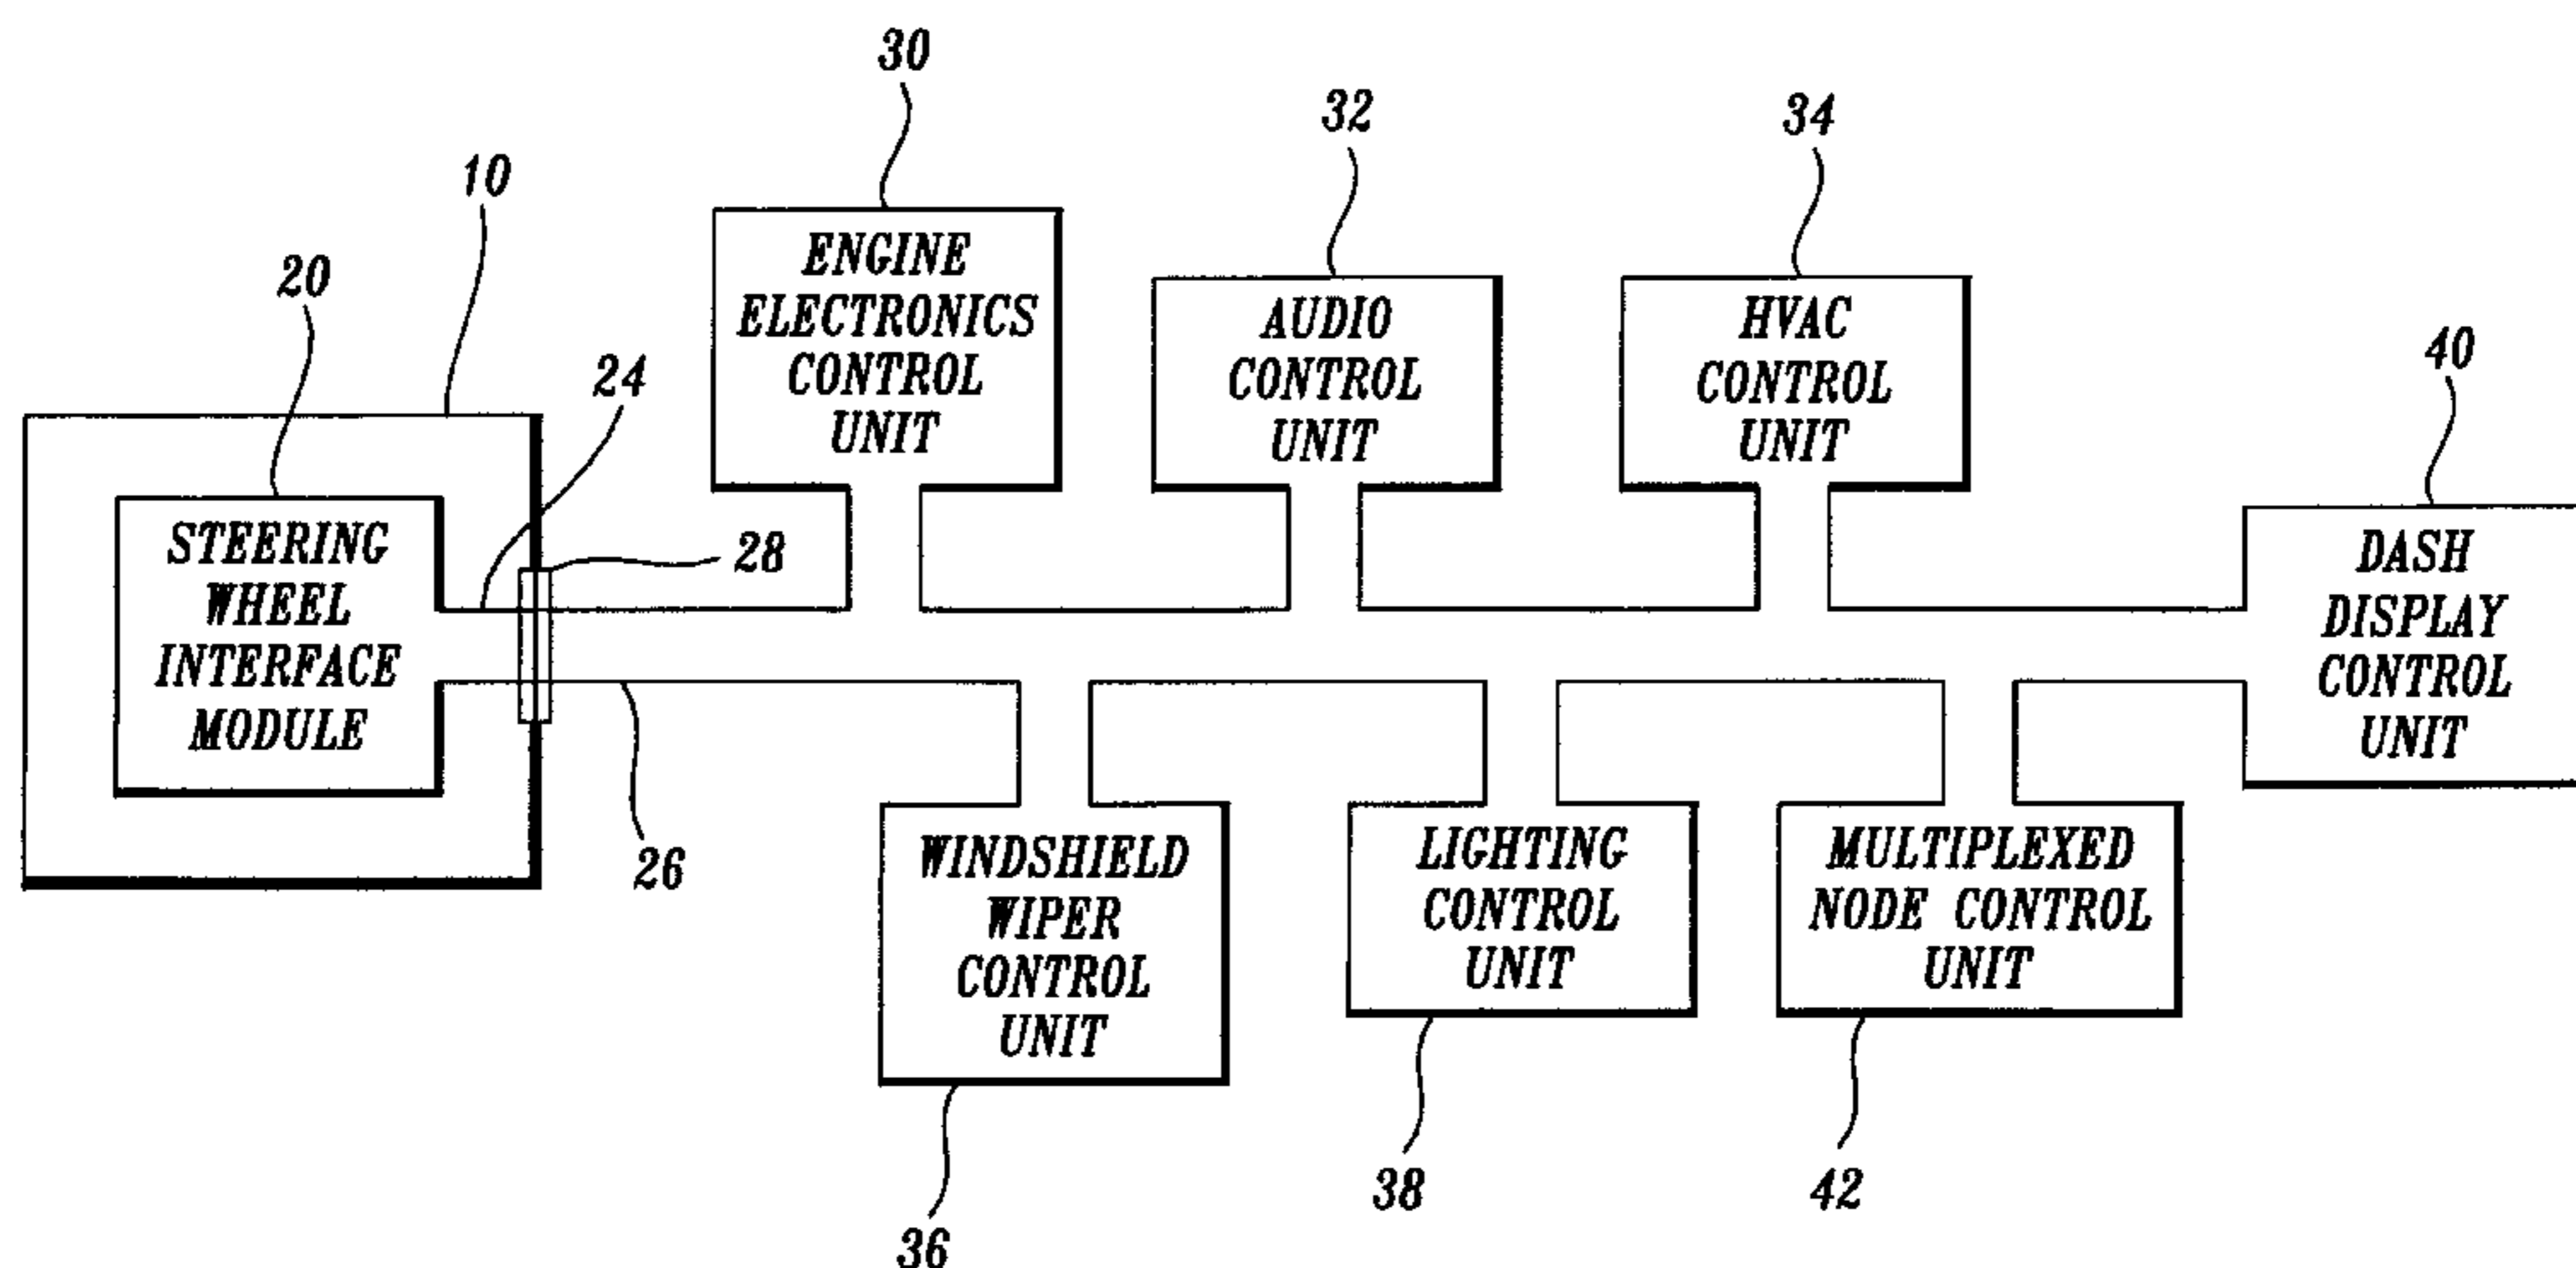 30
32
34
10
20
24
28
40
ENGINE
ELECTRONICS
CONTROL
UNIT
AUDIO
CONTROL
UNIT
HVAC
CONTROL
UNIT
STEERING
WHEEL
INTERFACE
MODULE
DASH
DISPLAY
CONTROL
UNIT
26
WINDSHIELD
WIPER
CONTROL
UNIT
LIGHTING
CONTROL
UNIT
MULTIPLEXED
NODE CONTROL
UNIT
36
38
42